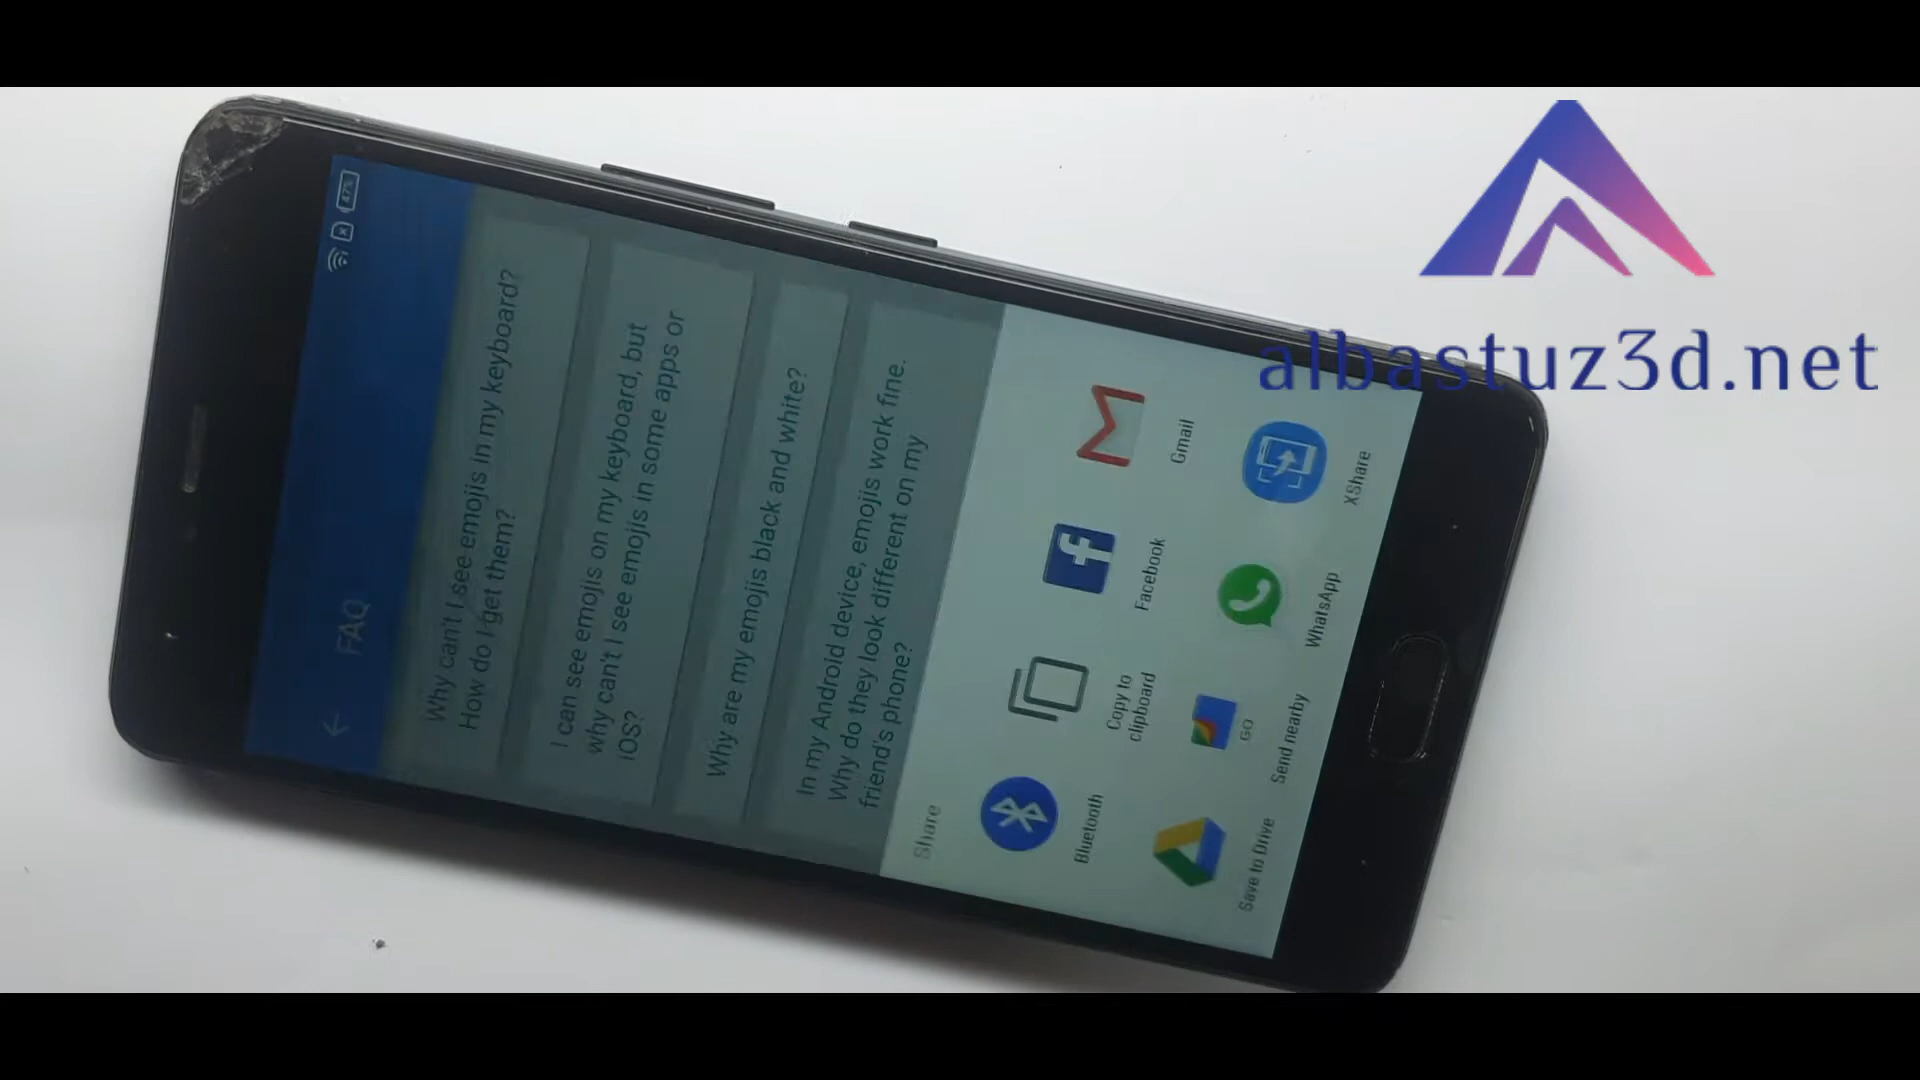 47%
FAQ
Why can't I see emojis in my keyboard?
How do I get them?
I can see emojis on my keyboard, but
why can't I see emojis in some apps or
iOS?
Why are my emojis black and white?
In my Android device, emojis work fine.
Why do they look different on my
friend's phone?
Share
Bluetooth
Copy to
clipboard
Facebook
Gmail
Save to Drive
GO
Send nearby
WhatsApp
XShare
albastuz3d.net